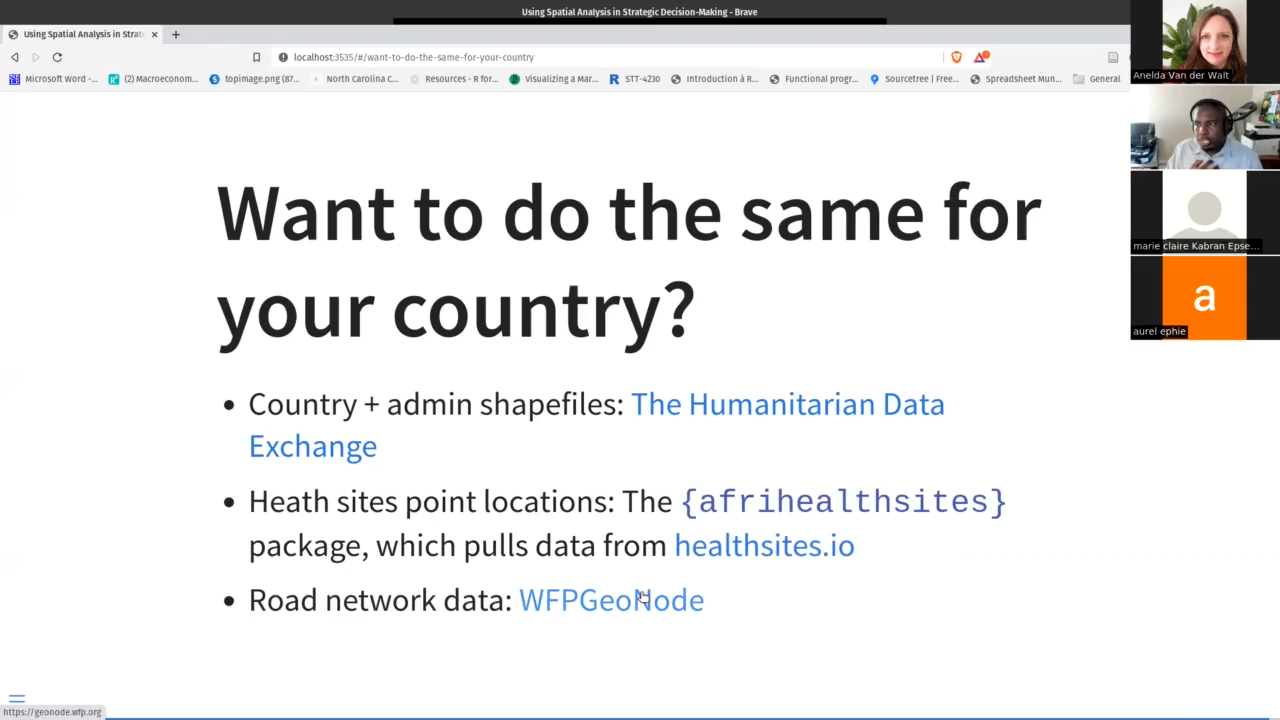 Using Spatial Analysis in Strategic Decision-Making - Brave
Using Spatial Analysis in Strat
localhost:3535/#/want-to-do-the-same-for-your-country
Microsoft Word -... (2) Macroeconom... topimage.png (87... North Carolina C... Resources - R for... Visualizing a Mar... STT-4230 Introduction à R... Functional progr... Sourcetree | Free... Spreadsheet Mun... General
Anelda Van der Walt
Want to do the same for
your country?
marie claire Kabran Epse...
aurel ephie
a
• Country + admin shapefiles: The Humanitarian Data
Exchange
• Heath sites point locations: The {afrihealthsites}
package, which pulls data from healthsites.io
• Road network data: WFPGeoNode
https://geonode.wfp.org